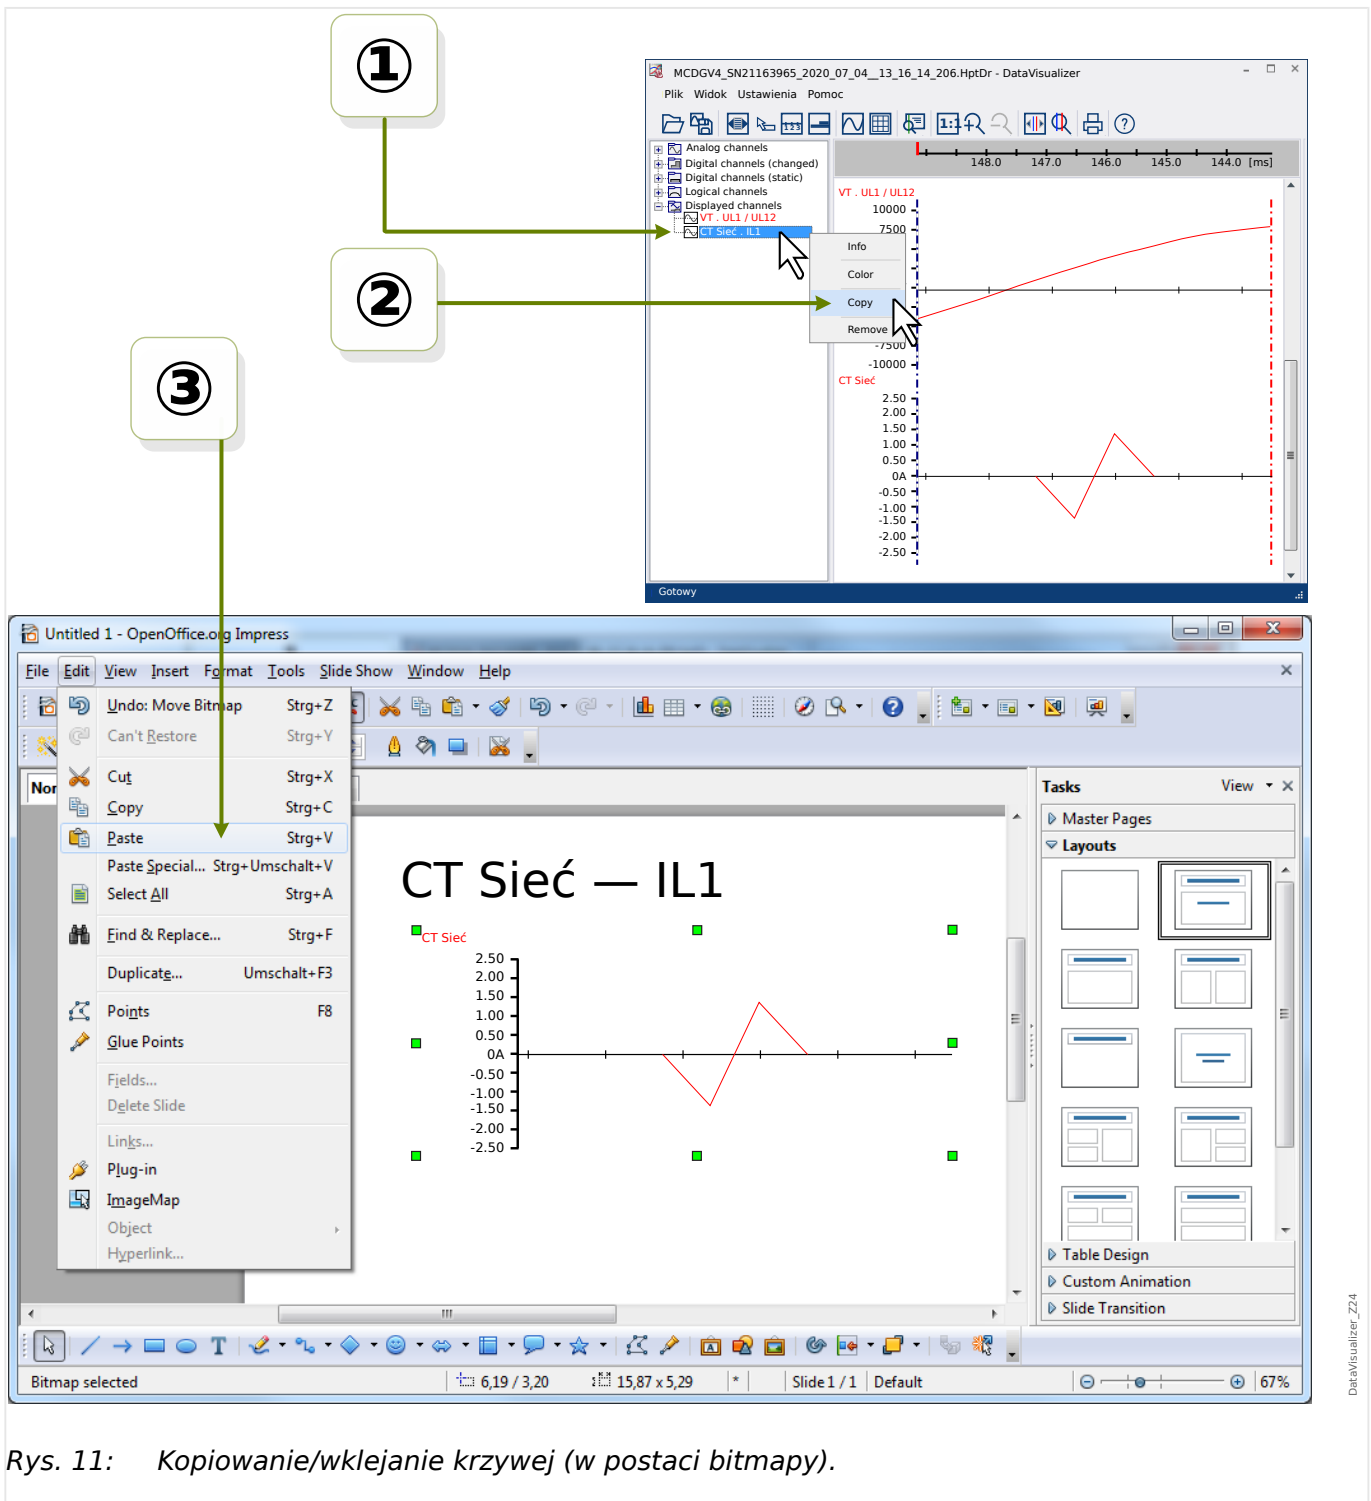 ①
②
③
MCDGV4_SN21163965_2020_07_04__13_16_14_206.HptDr - DataVisualizer
Plik Widok Ustawienia Pomoc
1:1
Analog channels
Digital channels (changed)
Digital channels (static)
Logical channels
Displayed channels
VT . UL1 / UL12
CT Sieć . IL1
148.0 147.0 146.0 145.0 144.0 [ms]
Info
Color
Copy
Remove
VT . UL1 / UL12
10000
7500
-7500
-10000
CT Sieć
2.50
2.00
1.50
1.00
0.50
0A
-0.50
-1.00
-1.50
-2.00
-2.50
Gotowy
Untitled 1 - OpenOffice.org Impress
File Edit View Insert Format Tools Slide Show Window Help
Undo: Move Bitmap Strg+Z
Can't Restore Strg+Y
Cut Strg+X
Copy Strg+C
Paste Strg+V
Paste Special... Strg+Umschalt+V
Select All Strg+A
Find & Replace... Strg+F
Duplicate... Umschalt+F3
Points F8
Glue Points
Fields...
Delete Slide
Links...
Plug-in
ImageMap
Object
Hyperlink...
CT Sieć — IL1
CT Sieć
2.50
2.00
1.50
1.00
0.50
0A
-0.50
-1.00
-1.50
-2.00
-2.50
Tasks View
Master Pages
Layouts
Table Design
Custom Animation
Slide Transition
Bitmap selected 6,19 / 3,20 15,87 x 5,29 * Slide 1 / 1 Default 67%
DataVisualizer_Z24
Rys. 11: Kopiowanie/wklejanie krzywej (w postaci bitmapy).